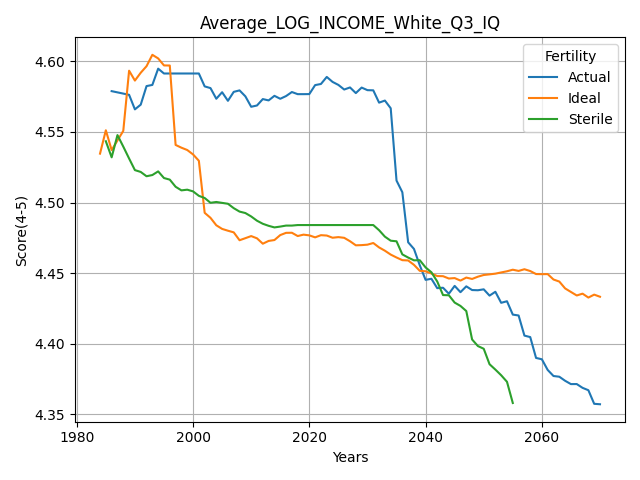 Average_LOG_INCOME_White_Q3_IQ
Fertility
Actual
Ideal
Sterile
Score(4-5)
4.60
4.55
4.50
4.45
4.40
4.35
1980
2000
2020
2040
2060
Years